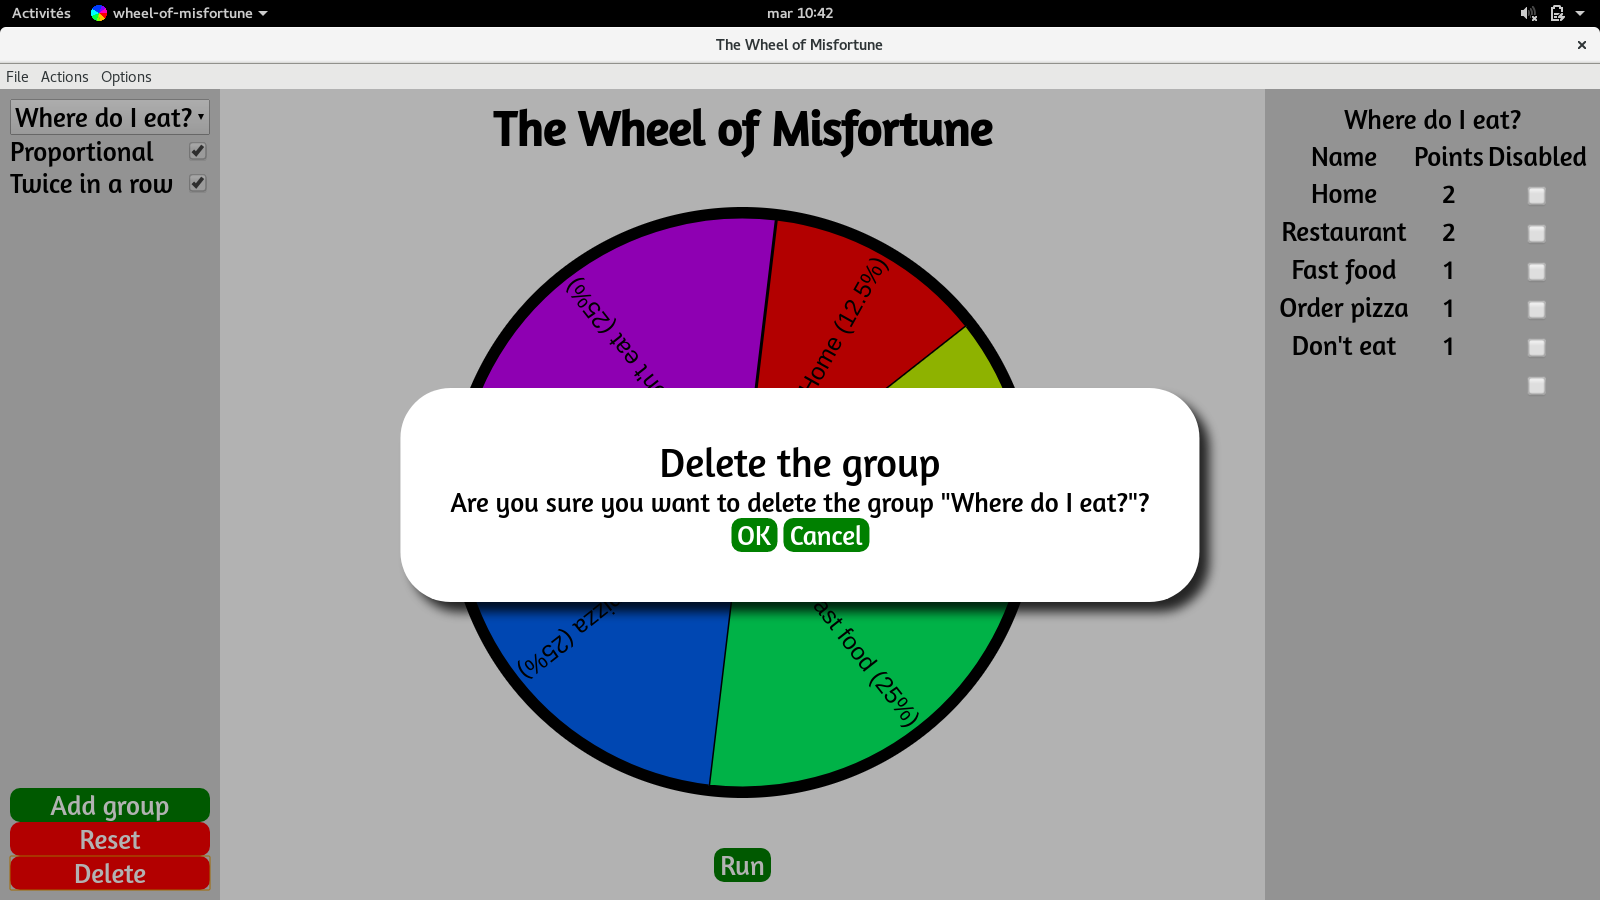 Activités wheel-of-misfortune mar 10:42
The Wheel of Misfortune
File Actions Options
Where do I eat?
Proportional
Twice in a row
Add group
Reset
Delete
The Wheel of Misfortune
Home (12.5%)
n't eat (25%)
Delete the group
Are you sure you want to delete the group "Where do I eat?"?
OK Cancel
pizza (25%)
ast food (25%)
Run
Where do I eat?
Name Points Disabled
Home 2
Restaurant 2
Fast food 1
Order pizza 1
Don't eat 1